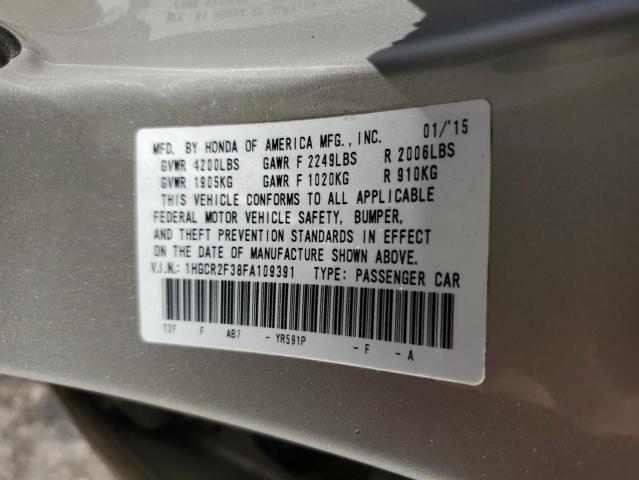 MFD. BY HONDA OF AMERICA MFG., INC. 01/'15
GVWR 4200LBS GAWR F 2249LBS R 2006LBS
GVWR 1905KG GAWR F 1020KG R 910KG
THIS VEHICLE CONFORMS TO ALL APPLICABLE
FEDERAL MOTOR VEHICLE SAFETY, BUMPER,
AND THEFT PREVENTION STANDARDS IN EFFECT
ON THE DATE OF MANUFACTURE SHOWN ABOVE.
V.I.N.: 1HGCR2F38FA109391 TYPE: PASSENGER CAR
T2F F AB7 - YR591P - F - A